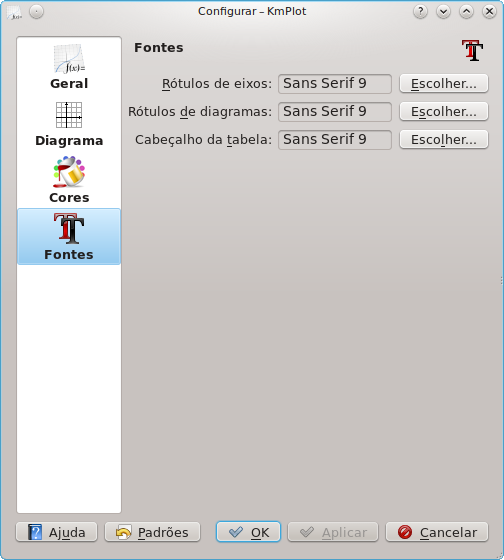 Configurar – KmPlot
f(x)=
Geral
Diagrama
Cores
Fontes
Fontes
Rótulos de eixos: Sans Serif 9 Escolher...
Rótulos de diagramas: Sans Serif 9 Escolher...
Cabeçalho da tabela: Sans Serif 9 Escolher...
Ajuda Padrões OK Aplicar Cancelar